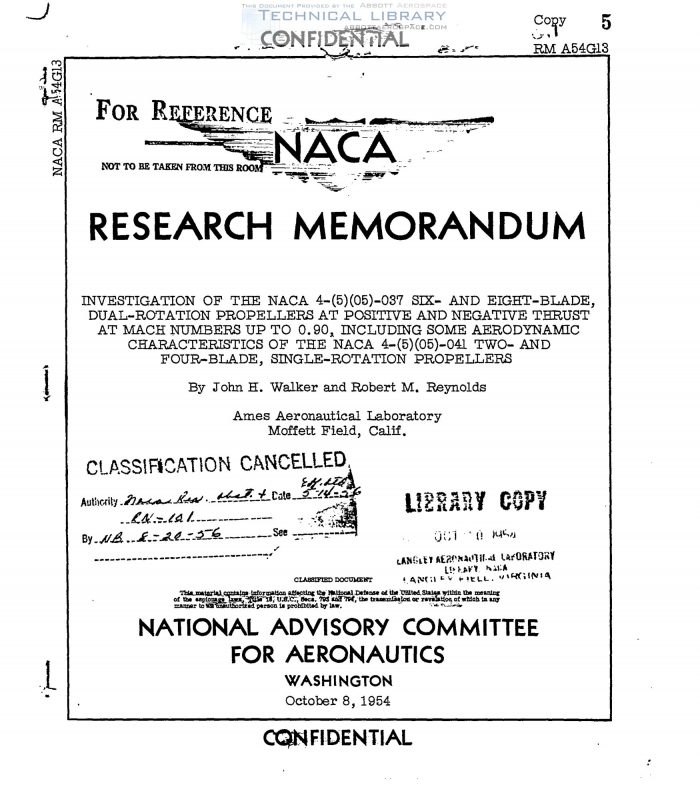 THIS DOCUMENT PROVIDED BY THE ABBOTT AEROSPACE
TECHNICAL LIBRARY
ABBOTTAEROSPACE.COM
CONFIDENTIAL
Copy 5
RM A54G13
NACA RM A54G13
FOR REFERENCE
NACA
NOT TO BE TAKEN FROM THIS ROOM
RESEARCH MEMORANDUM
INVESTIGATION OF THE NACA 4-(5)(05)-037 SIX- AND EIGHT-BLADE,
DUAL-ROTATION PROPELLERS AT POSITIVE AND NEGATIVE THRUST
AT MACH NUMBERS UP TO 0.90, INCLUDING SOME AERODYNAMIC
CHARACTERISTICS OF THE NACA 4-(5)(05)-041 TWO- AND
FOUR-BLADE, SINGLE-ROTATION PROPELLERS
By John H. Walker and Robert M. Reynolds
Ames Aeronautical Laboratory
Moffett Field, Calif.
CLASSIFICATION CANCELLED
Authority Date
RN-101
By NB 8-20-56 See
LIBRARY COPY
OCT 1954
LANGLEY AERONAUTICAL LABORATORY
LIBRARY, NACA
LANGLEY FIELD, VIRGINIA
CLASSIFIED DOCUMENT
This material contains information affecting the National Defense of the United States within the meaning
of the espionage laws, Title 18, U.S.C., Secs. 793 and 794, the transmission or revelation of which in any
manner to unauthorized person is prohibited by law.
NATIONAL ADVISORY COMMITTEE
FOR AERONAUTICS
WASHINGTON
October 8, 1954
CONFIDENTIAL